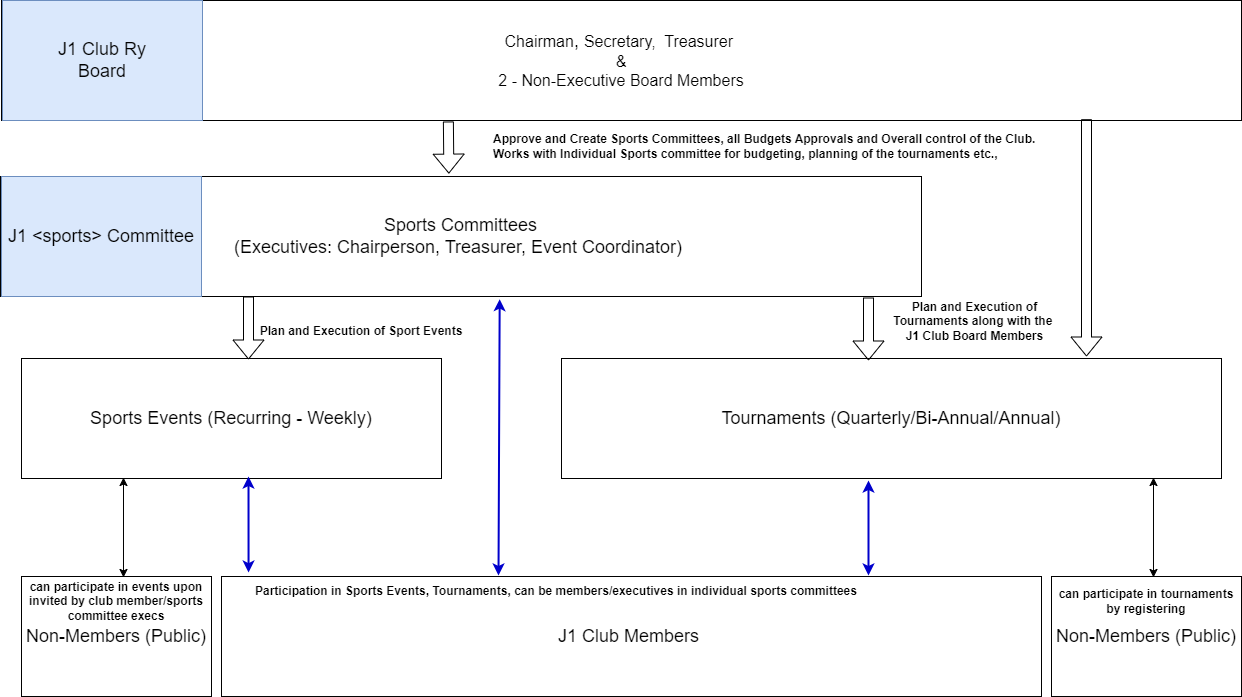 J1 Club Ry
Board
Chairman, Secretary, Treasurer
&
2 - Non-Executive Board Members
Approve and Create Sports Committees, all Budgets Approvals and Overall control of the Club.
Works with Individual Sports committee for budgeting, planning of the tournaments etc.,
J1 <sports> Committee
Sports Committees
(Executives: Chairperson, Treasurer, Event Coordinator)
Plan and Execution of Sport Events
Plan and Execution of
Tournaments along with the
J1 Club Board Members
Sports Events (Recurring - Weekly)
Tournaments (Quarterly/Bi-Annual/Annual)
can participate in events upon
invited by club member/sports
committee execs
Non-Members (Public)
Participation in Sports Events, Tournaments, can be members/executives in individual sports committees
J1 Club Members
can participate in tournaments
by registering
Non-Members (Public)